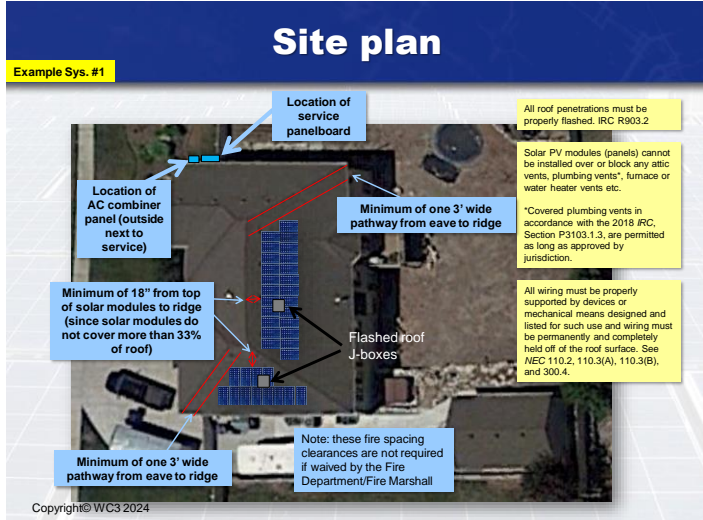 Site plan
Example Sys. #1
Location of
service
panelboard
All roof penetrations must be
properly flashed. IRC R903.2
Solar PV modules (panels) cannot
be installed over or block any attic
vents, plumbing vents*, furnace or
water heater vents etc.
*Covered plumbing vents in
accordance with the 2018 IRC,
Section P3103.1.3, are permitted
as long as approved by
jurisdiction.
Location of
AC combiner
panel (outside
next to
service)
Minimum of one 3’ wide
pathway from eave to ridge
Minimum of 18” from top
of solar modules to ridge
(since solar modules do
not cover more than 33%
of roof)
All wiring must be properly
supported by devices or
mechanical means designed and
listed for such use and wiring must
be permanently and completely
held off of the roof surface. See
NEC 110.2, 110.3(A), 110.3(B),
and 300.4.
Flashed roof
J-boxes
Note: these fire spacing
clearances are not required
if waived by the Fire
Department/Fire Marshall
Minimum of one 3’ wide
pathway from eave to ridge
Copyright© WC3 2024